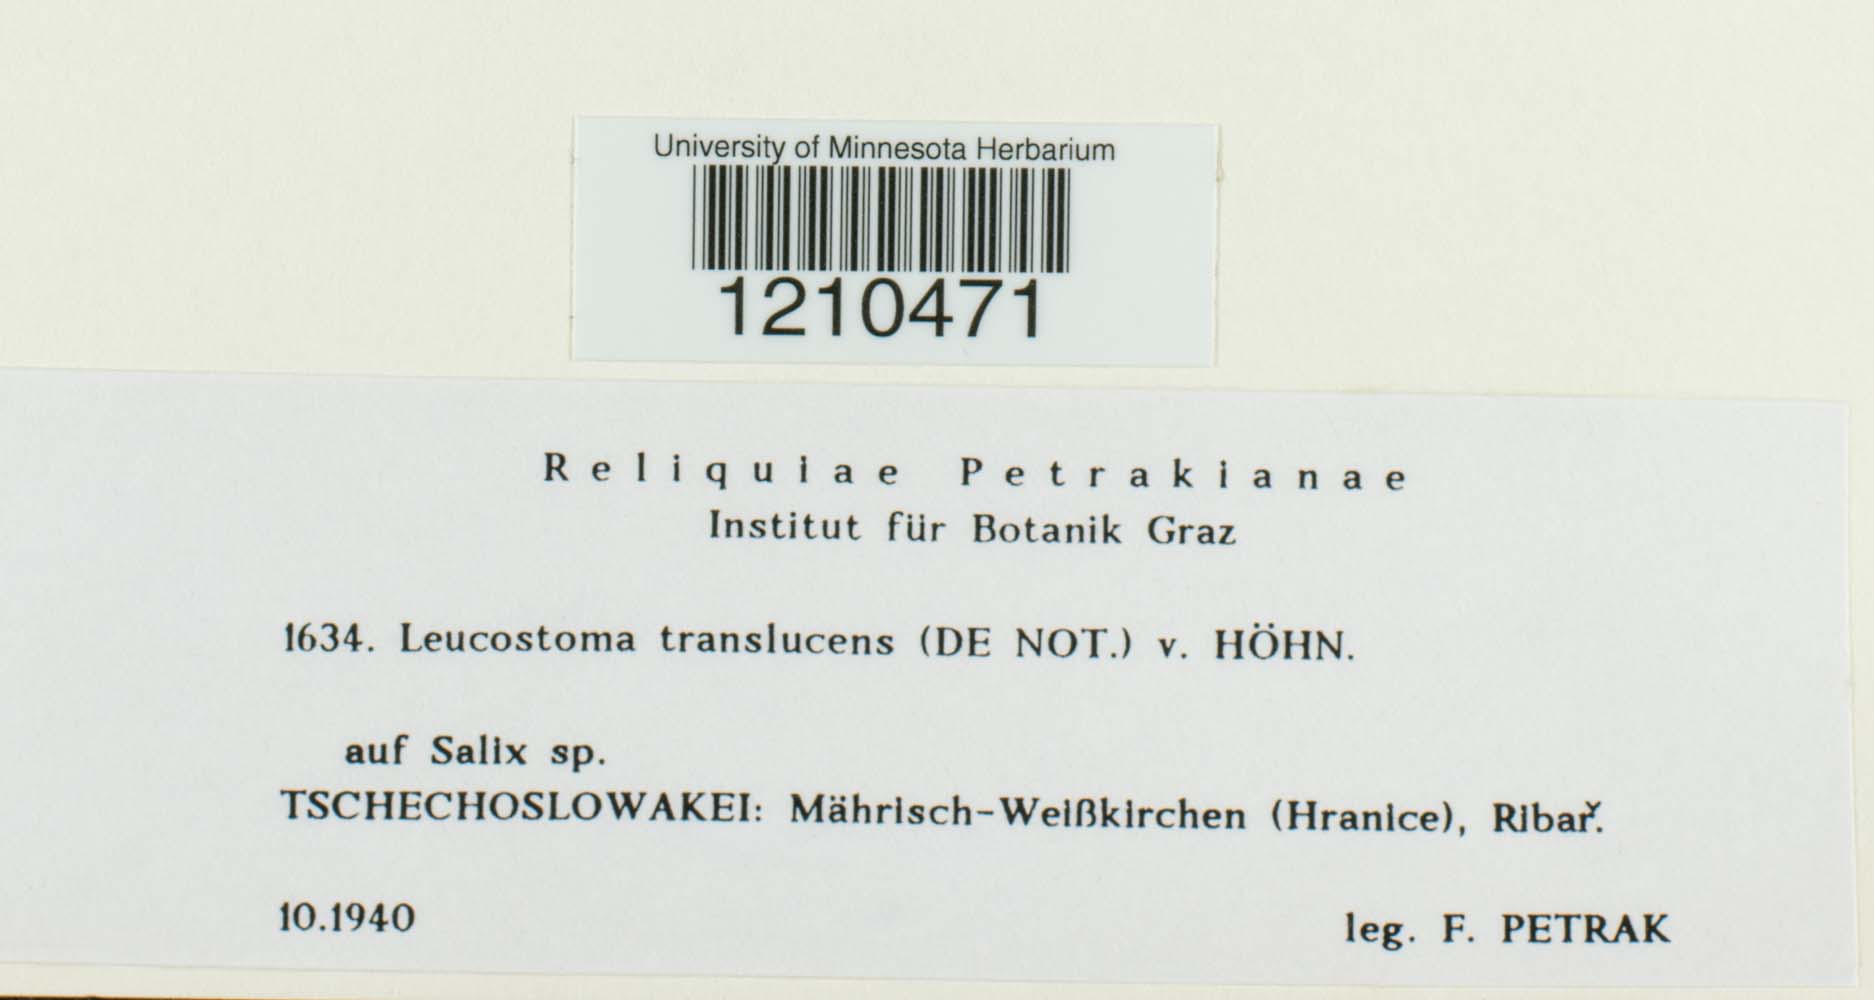 University of Minnesota Herbarium
1210471
Reliquiae Petrakianae
Institut für Botanik Graz
1634. Leucostoma translucens (DE NOT.) v. HÖHN.
auf Salix sp.
TSCHECHOSLOWAKEI: Mährisch-Weißkirchen (Hranice), Ribař.
10.1940
leg. F. PETRAK